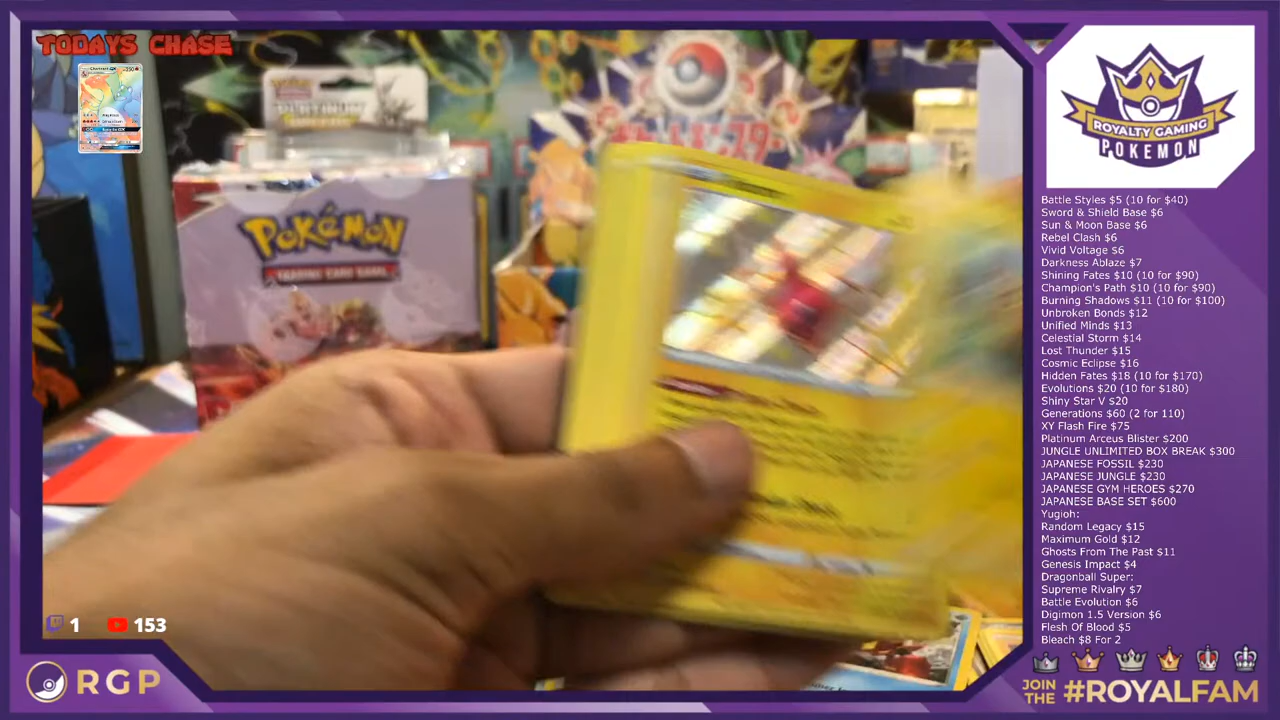 TODAYS CHASE
POKéMON
TRADING CARD GAME
ROYALTY GAMING
POKEMON
Battle Styles $5 (10 for $40)
Sword & Shield Base $6
Sun & Moon Base $6
Rebel Clash $6
Vivid Voltage $6
Darkness Ablaze $7
Shining Fates $10 (10 for $90)
Champion's Path $10 (10 for $90)
Burning Shadows $11 (10 for $100)
Unbroken Bonds $12
Unified Minds $13
Celestial Storm $14
Lost Thunder $15
Cosmic Eclipse $16
Hidden Fates $18 (10 for $170)
Evolutions $20 (10 for $180)
Shiny Star V s20
Generations $60 (2 for 110)
XY Flash Fire $75
Platinum Arceus Blister $200
JUNGLE UNLIMITED BOX BREAK $300
JAPANESE FOSSIL $230
JAPANESE JUNGLE $230
JAPANESE GYM HEROES $270
JAPANESE BASE SET $600
Yugioh:
Random Legacy $15
Maximum Gold $12
Ghosts From The Past $11
Genesis Impact $4
Dragonball Super:
Supreme Rivalry $7
Battle Evolution $6
Digimon 1.5 Version $6
Flesh Of Blood $5
Bleach $8 For 2
1 153
RGP
JOIN THE #ROYALFAM